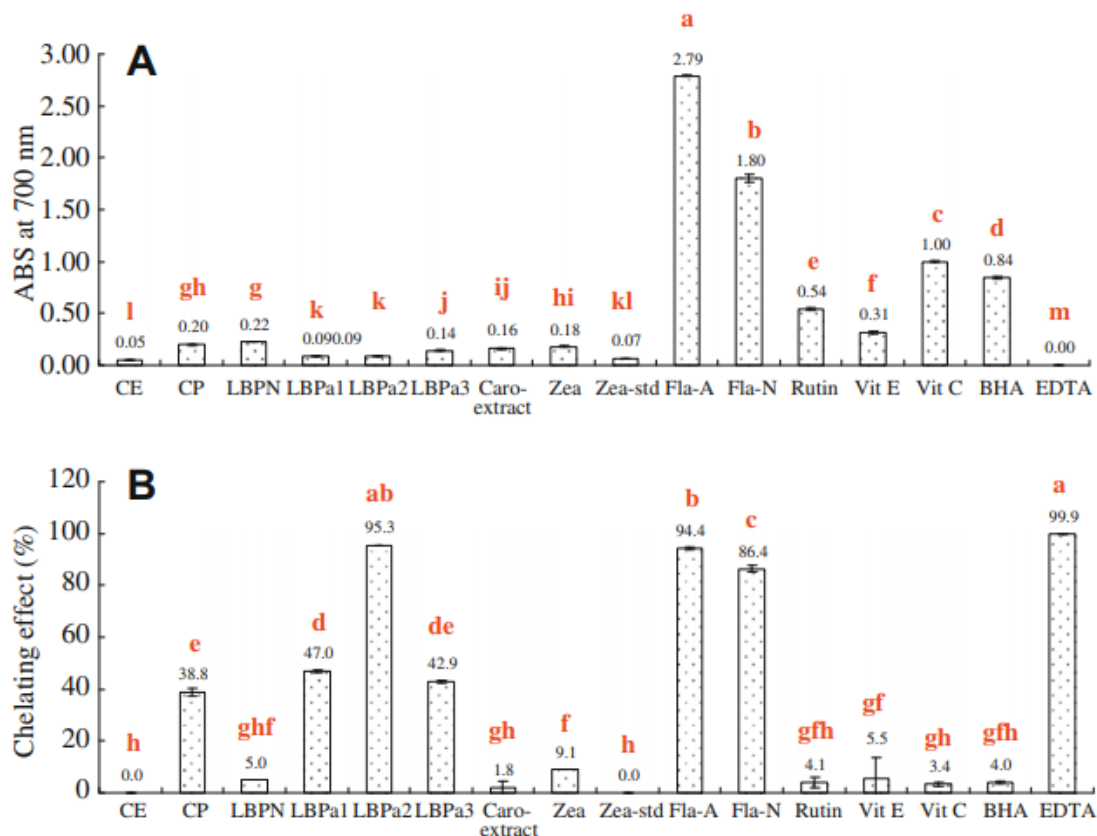 A
a
3.00
2.79
2.50
b
2.00
1.80
ABS at 700 nm
1.50
c
d
1.00
1.00
0.84
e
f
0.54
gh
g
ij
hi
l
k
k
j
kl
m
0.50
0.31
0.20
0.22
0.16
0.18
0.05
0.09
0.09
0.14
0.07
0.00
0.00
CE CP LBPN LBPa1 LBPa2 LBPa3 Caro-extract Zea Zea-std Fla-A Fla-N Rutin Vit E Vit C BHA EDTA
B
120
ab
b
c
a
100
95.3
94.4
86.4
99.9
Chelating effect (%)
80
60
d
de
e
47.0
42.9
40
38.8
20
h
ghf
gh
f
h
gfh
gf
gh
gfh
0.0
5.0
1.8
9.1
0.0
4.1
5.5
3.4
4.0
0
CE CP LBPN LBPa1 LBPa2 LBPa3 Caro-extract Zea Zea-std Fla-A Fla-N Rutin Vit E Vit C BHA EDTA